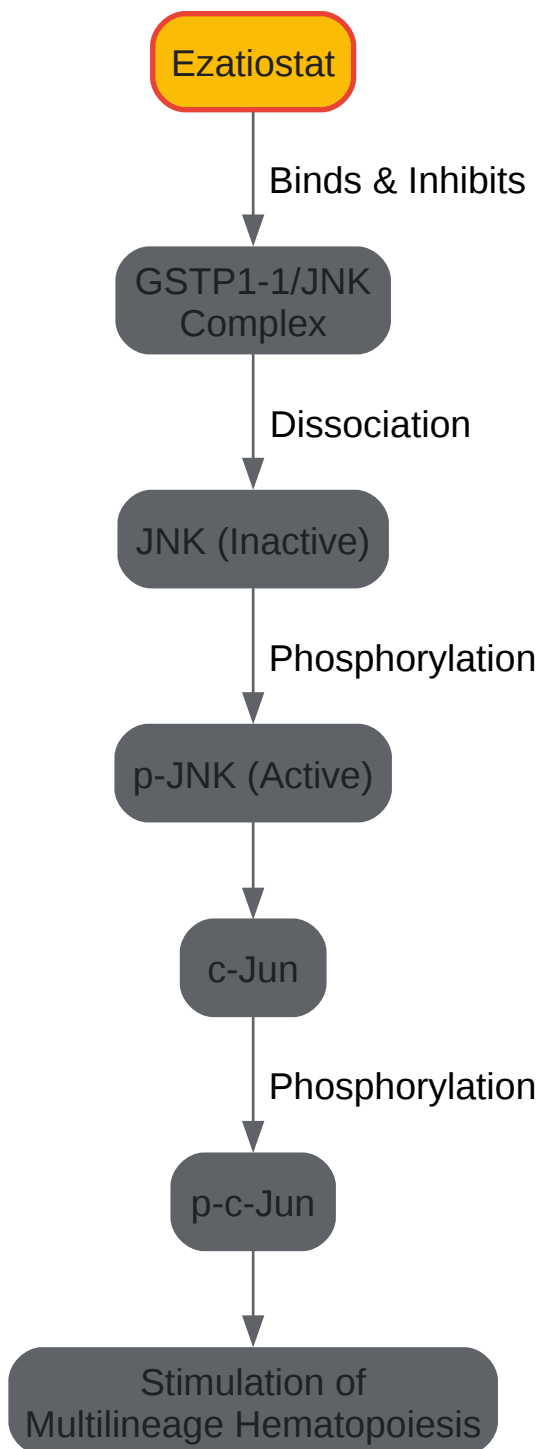 Ezatiostat
Binds & Inhibits
GSTP1-1/JNK
Complex
Dissociation
JNK (Inactive)
Phosphorylation
p-JNK (Active)
c-Jun
Phosphorylation
p-c-Jun
Stimulation of
Multilineage Hematopoiesis